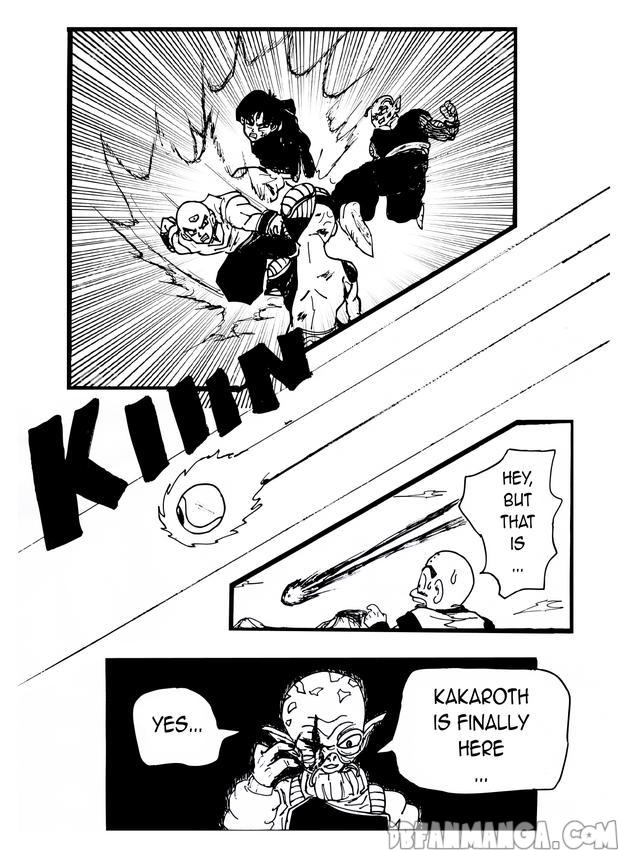 KIIIN
HEY,
BUT
THAT
IS
...
YES...
KAKAROTH
IS FINALLY
HERE
...
DBFANMANGA.COM